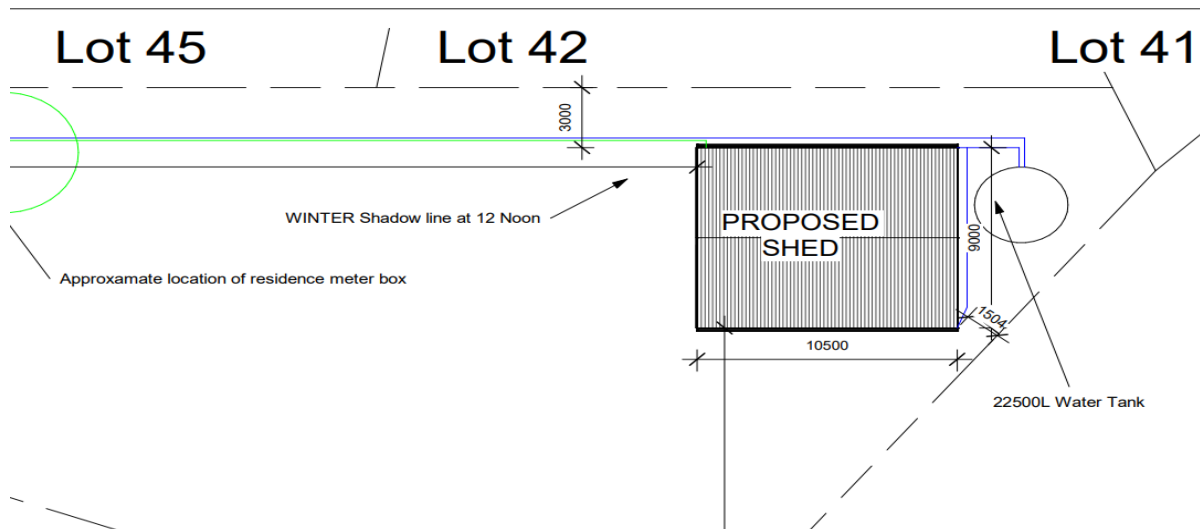 Lot 45
Lot 42
Lot 41
3000
WINTER Shadow line at 12 Noon
PROPOSED
SHED
9000
Approxamate location of residence meter box
1504
10500
22500L Water Tank